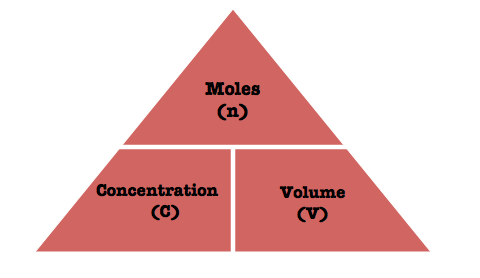 Moles
(n)
Concentration
(C)
Volume
(V)